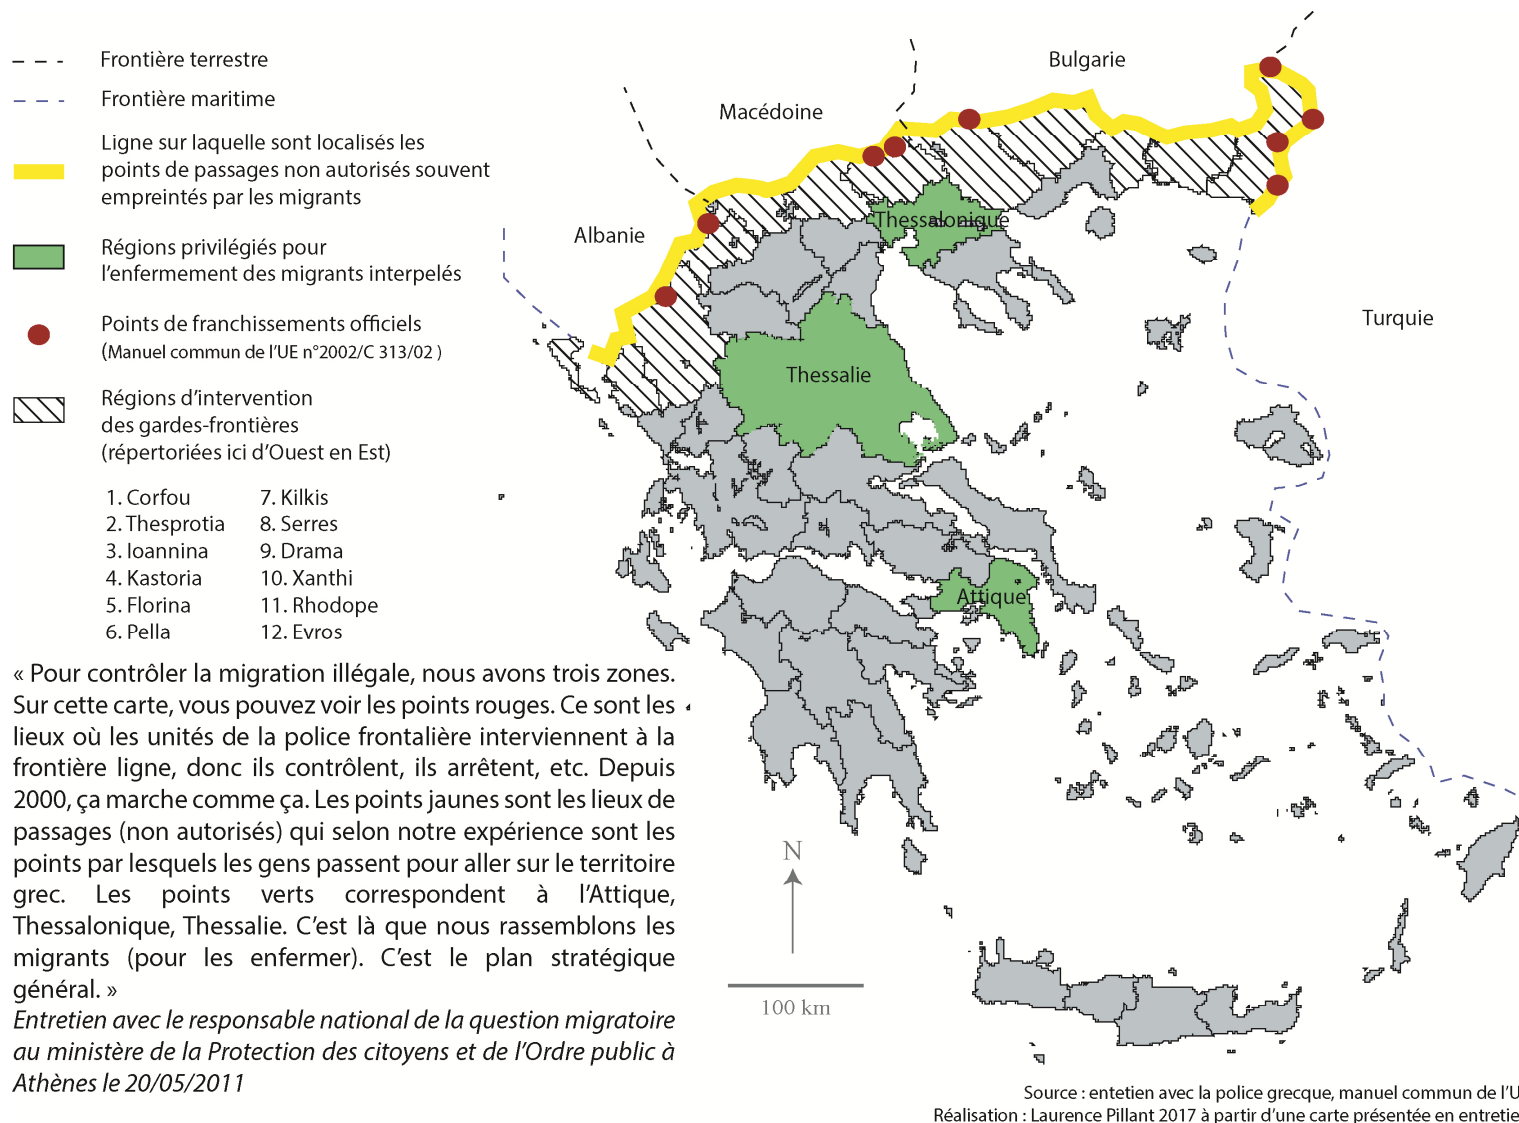 Frontière terrestre
Frontière maritime
Ligne sur laquelle sont localisés les
points de passages non autorisés souvent
empreintés par les migrants
Régions privilégiés pour
l'enfermement des migrants interpelés
Points de franchissements officiels
(Manuel commun de l'UE n°2002/C 313/02 )
Régions d'intervention
des gardes-frontières
(répertoriées ici d'Ouest en Est)
1. Corfou
2. Thesprotia
3. Ioannina
4. Kastoria
5. Florina
6. Pella
7. Kilkis
8. Serres
9. Drama
10. Xanthi
11. Rhodope
12. Evros
« Pour contrôler la migration illégale, nous avons trois zones.
Sur cette carte, vous pouvez voir les points rouges. Ce sont les
lieux où les unités de la police frontalière interviennent à la
frontière ligne, donc ils contrôlent, ils arrêtent, etc. Depuis
2000, ça marche comme ça. Les points jaunes sont les lieux de
passages (non autorisés) qui selon notre expérience sont les
points par lesquels les gens passent pour aller sur le territoire
grec. Les points verts correspondent à l'Attique,
Thessalonique, Thessalie. C'est là que nous rassemblons les
migrants (pour les enfermer). C'est le plan stratégique
général. »
Entretien avec le responsable national de la question migratoire
au ministère de la Protection des citoyens et de l'Ordre public à
Athènes le 20/05/2011
Bulgarie
Macédoine
Albanie
Thessalonique
Turquie
Thessalie
Attique
N
100 km
Source : entetien avec la police grecque, manuel commun de l'U
Réalisation : Laurence Pillant 2017 à partir d'une carte présentée en entretie